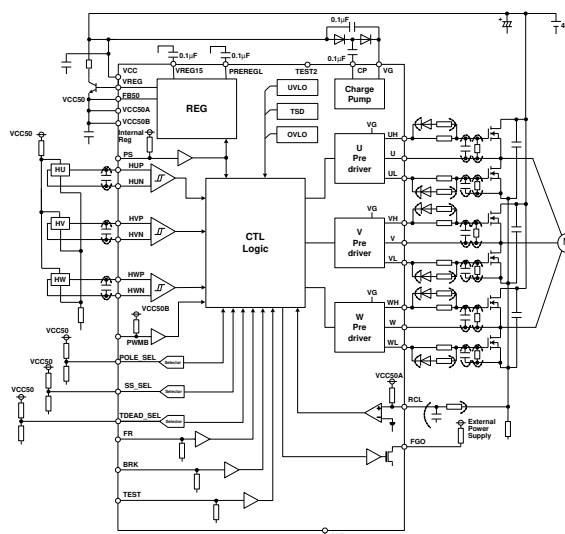 0.1μF
4
0.1μF
0.1μF
0.1μF
VCC
VREG15
PREREGL
TEST2
CP
VG
VREG
VCC50
FB50
VCC50A
VCC50B
REG
UVLO
TSD
OVLO
Charge
Pump
VCC50
Internal
Reg
PS
VG
UH
U
Pre
driver
U
UL
HU
HUP
HUN
HV
HVP
HVN
CTL
Logic
VG
VH
V
Pre
driver
V
VL
HW
HWP
HWN
VG
WH
W
Pre
driver
W
WL
VCC50B
PWMB
VCC50
POLE_SEL
Selector
VCC50
SS_SEL
Selector
VCC50
TDEAD_SEL
Selector
VCC50A
RCL
External
Power
Supply
FR
FGO
BRK
TEST